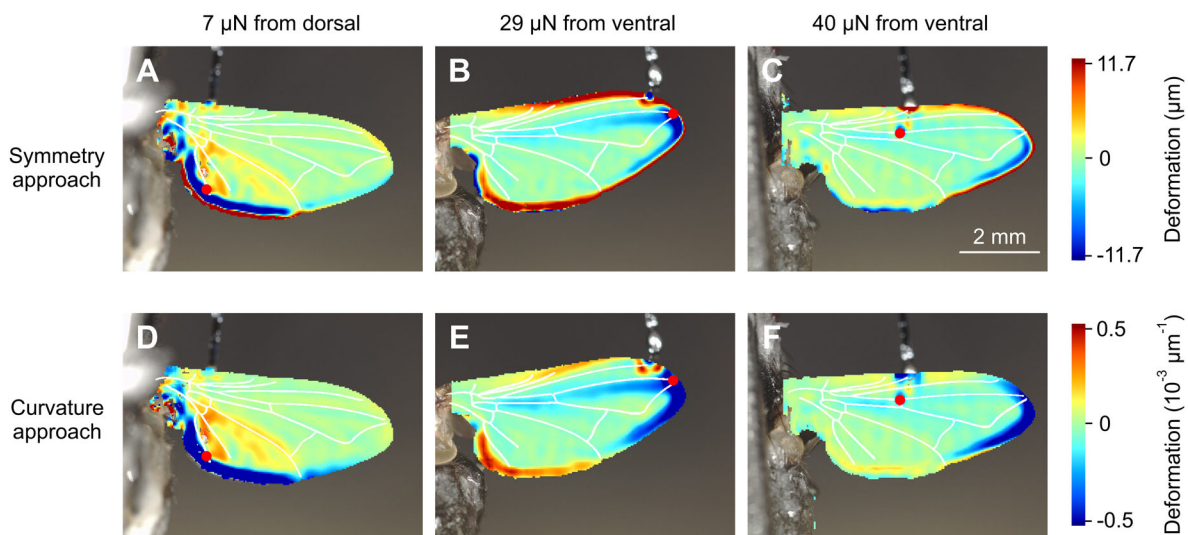 7 µN from dorsal
29 µN from ventral
40 µN from ventral
Symmetry
approach
A
B
C
2 mm
11.7
0
-11.7
Deformation (µm)
Curvature
approach
D
E
F
0.5
0
-0.5
Deformation (10⁻³ µm⁻¹)